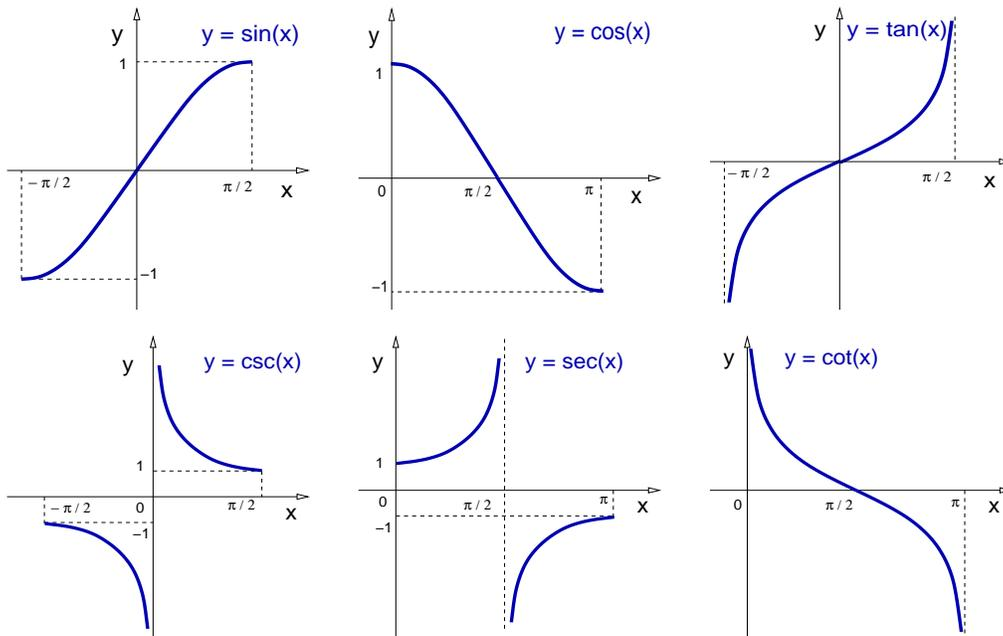 y
y = sin(x)
1
− π / 2
π / 2
x
−1
y
y = cos(x)
1
0
π / 2
π
x
−1
y
y = tan(x)
− π / 2
π / 2
x
y
y = csc(x)
1
− π / 2
0
π / 2
x
−1
y
y = sec(x)
1
0
π / 2
π
x
−1
y
y = cot(x)
0
π / 2
π
x